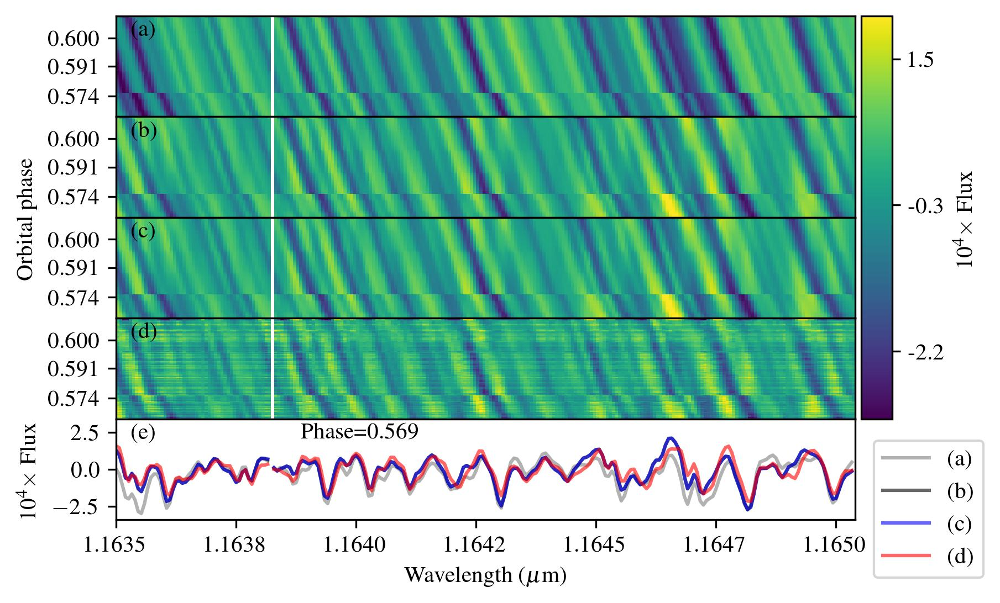 (a)
0.600
0.591
0.574
(b)
0.600
0.591
0.574
(c)
0.600
0.591
0.574
(d)
0.600
0.591
0.574
Orbital phase
1.5
-0.3
-2.2
10⁴× Flux
(e)
Phase=0.569
2.5
0.0
−2.5
10⁴× Flux
1.1635
1.1638
1.1640
1.1642
1.1645
1.1647
1.1650
Wavelength (μm)
(a)
(b)
(c)
(d)